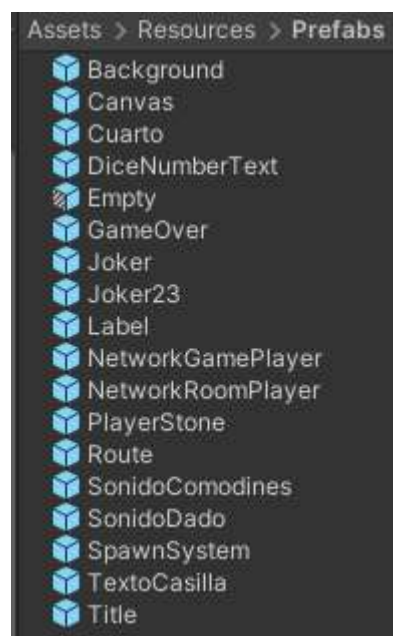 Assets > Resources > Prefabs
Background
Canvas
Cuarto
DiceNumberText
Empty
GameOver
Joker
Joker23
Label
NetworkGamePlayer
NetworkRoomPlayer
PlayerStone
Route
SonidoComodines
SonidoDado
SpawnSystem
TextoCasilla
Title